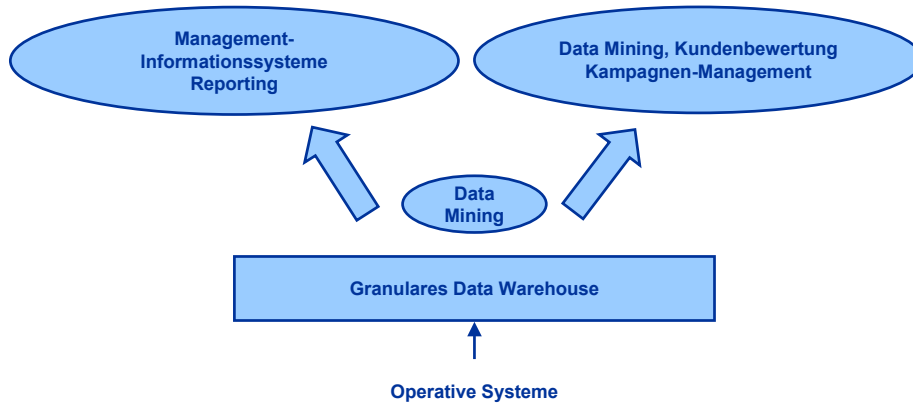 Management-
Informationssysteme
Reporting
Data Mining, Kundenbewertung
Kampagnen-Management
Data
Mining
Granulares Data Warehouse
Operative Systeme